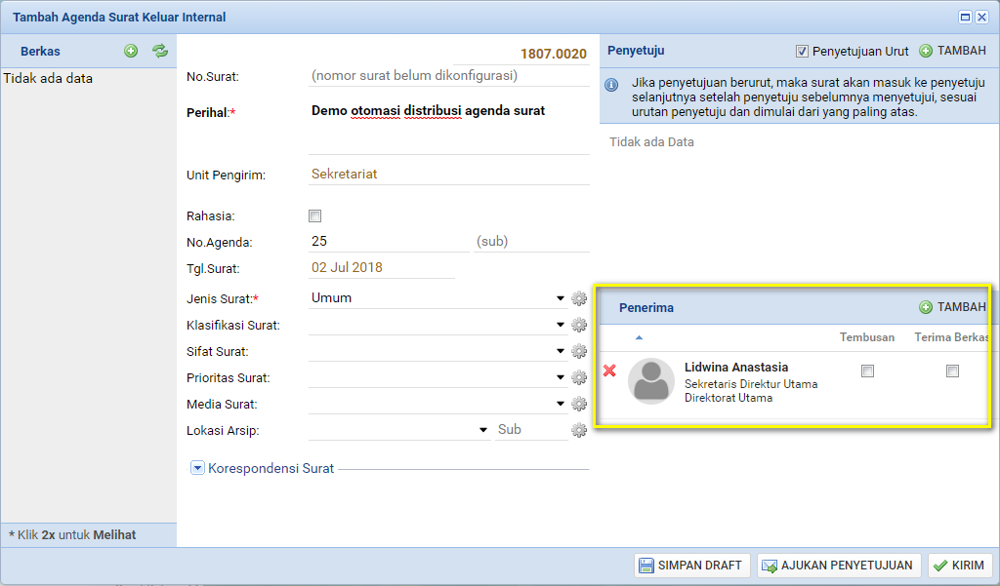 Tambah Agenda Surat Keluar Internal
Berkas
Tidak ada data
* Klik 2x untuk Melihat
1807.0020
No.Surat: (nomor surat belum dikonfigurasi)
Perihal:* Demo otomasi distribusi agenda surat
Unit Pengirim: Sekretariat
Rahasia:
No.Agenda: 25 (sub)
Tgl.Surat: 02 Jul 2018
Jenis Surat:* Umum
Klasifikasi Surat:
Sifat Surat:
Prioritas Surat:
Media Surat:
Lokasi Arsip: Sub
Korespondensi Surat
Penyetuju Penyetujuan Urut TAMBAH
Jika penyetujuan berurut, maka surat akan masuk ke penyetuju
selanjutnya setelah penyetuju sebelumnya menyetujui, sesuai
urutan penyetuju dan dimulai dari yang paling atas.
Tidak ada Data
Penerima TAMBAH
Tembusan Terima Berkas
Lidwina Anastasia
Sekretaris Direktur Utama
Direktorat Utama
SIMPAN DRAFT AJUKAN PENYETUJUAN KIRIM